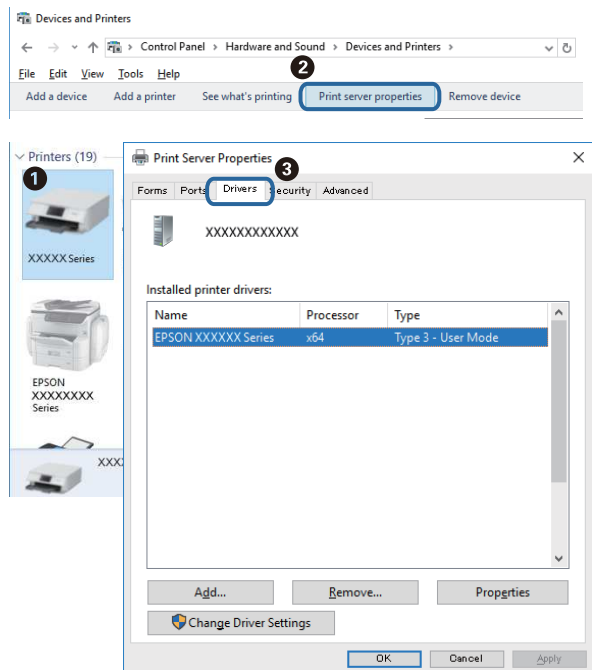 Devices and Printers
Control Panel > Hardware and Sound > Devices and Printers >
File Edit View Tools Help
2
Add a device Add a printer See what's printing Print server properties Remove device
Printers (19)
1
XXXXX Series
EPSON
XXXXXXXX
Series
XXX
Print Server Properties
3
Forms Ports Drivers ecurity Advanced
XXXXXXXXXXXX
Installed printer drivers:
Name Processor Type
EPSON XXXXXX Series x64 Type 3 - User Mode
Add... Remove... Properties
Change Driver Settings
OK Cancel Apply